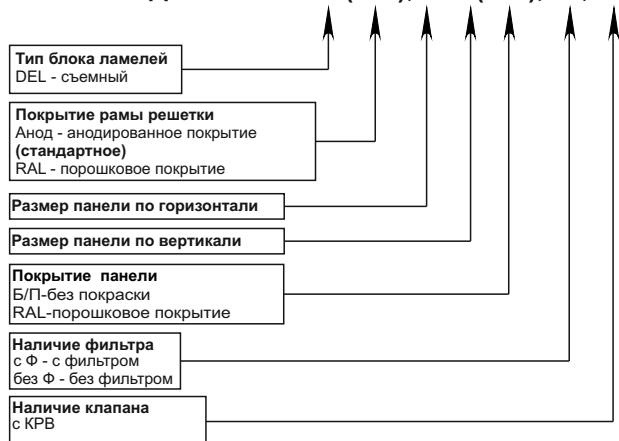 Тип блока ламелей
DEL - съемный
Покрытие рамы решетки
Анод - анодированное покрытие
(стандартное)
RAL - порошковое покрытие
Размер панели по горизонтали
Размер панели по вертикали
Покрытие панели
Б/П-без покраски
RAL-порошковое покрытие
Наличие фильтра
с Ф - с фильтром
без Ф - без фильтром
Наличие клапана
с КРВ